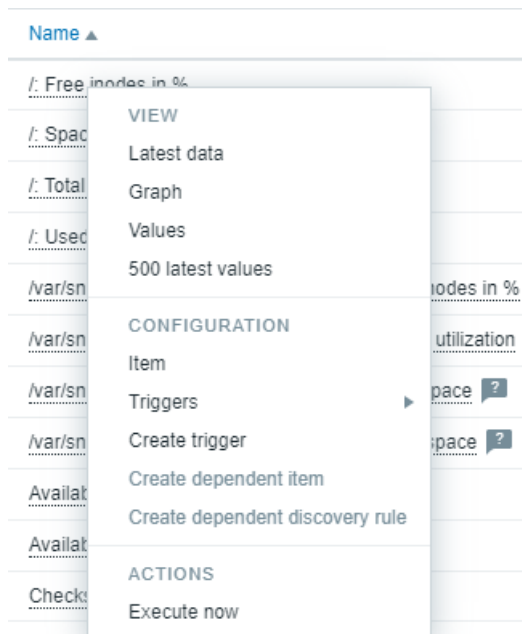 Name ▲
/: Free inodes in %
VIEW
/: Spac
Latest data
/: Total
Graph
/: Used
Values
500 latest values
/var/sn
nodes in %
CONFIGURATION
/var/sn
utilization
Item
/var/sn
Triggers
pace ?
/var/sn
Create trigger
space ?
Create dependent item
Availab
Create dependent discovery rule
Availab
ACTIONS
Checks
Execute now